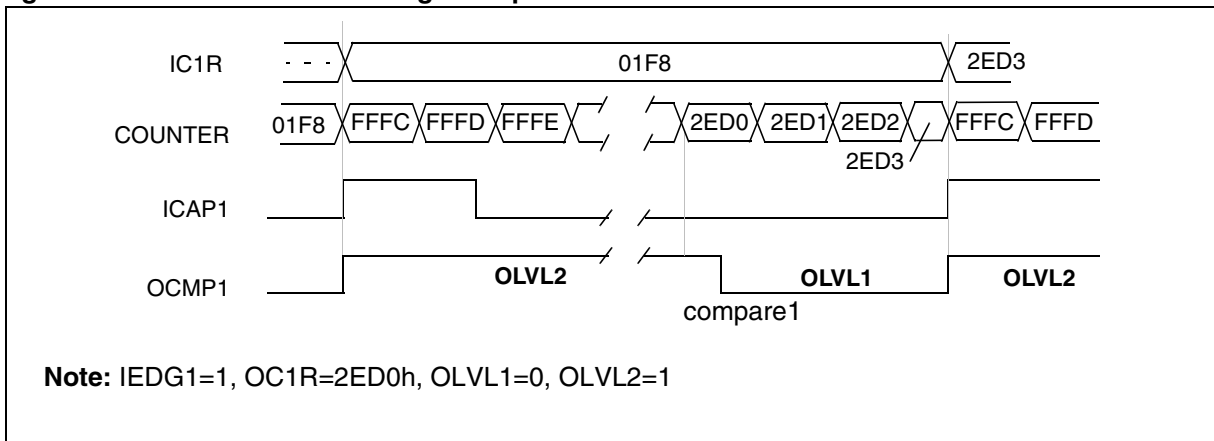 IC1R - - - 01F8 2ED3
COUNTER 01F8 FFFC FFFD FFFE 2ED0 2ED1 2ED2 FFFC FFFD
2ED3
ICAP1
OCMP1 OLVL2 OLVL1 OLVL2
compare1
Note: IEDG1=1, OC1R=2ED0h, OLVL1=0, OLVL2=1